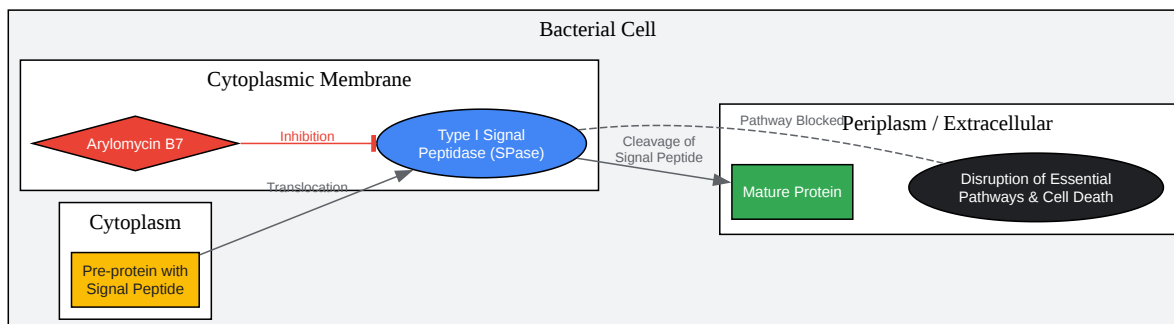 Bacterial Cell
Cytoplasmic Membrane
Arylomycin B7
Inhibition
Type I Signal
Peptidase (SPase)
Translocation
Cytoplasm
Pre-protein with
Signal Peptide
Cleavage of
Signal Peptide
Pathway Blocked
Periplasm / Extracellular
Mature Protein
Disruption of Essential
Pathways & Cell Death